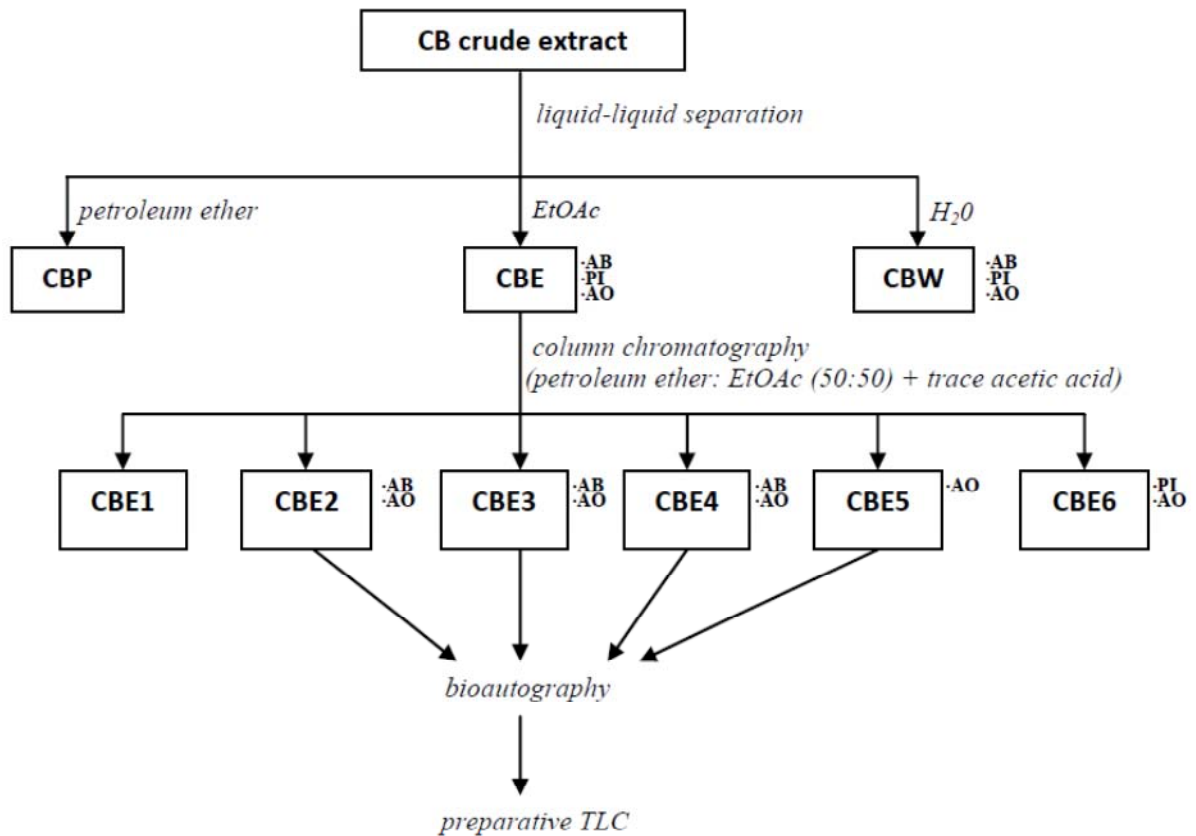 CB crude extract
liquid-liquid separation
petroleum ether
EtOAc
H₂0
CBP
CBE
·AB
·PI
·AO
CBW
·AB
·PI
·AO
column chromatography
(petroleum ether: EtOAc (50:50) + trace acetic acid)
CBE1
CBE2
·AB
·AO
CBE3
·AB
·AO
CBE4
·AB
·AO
CBE5
·AO
CBE6
·PI
·AO
bioautography
preparative TLC